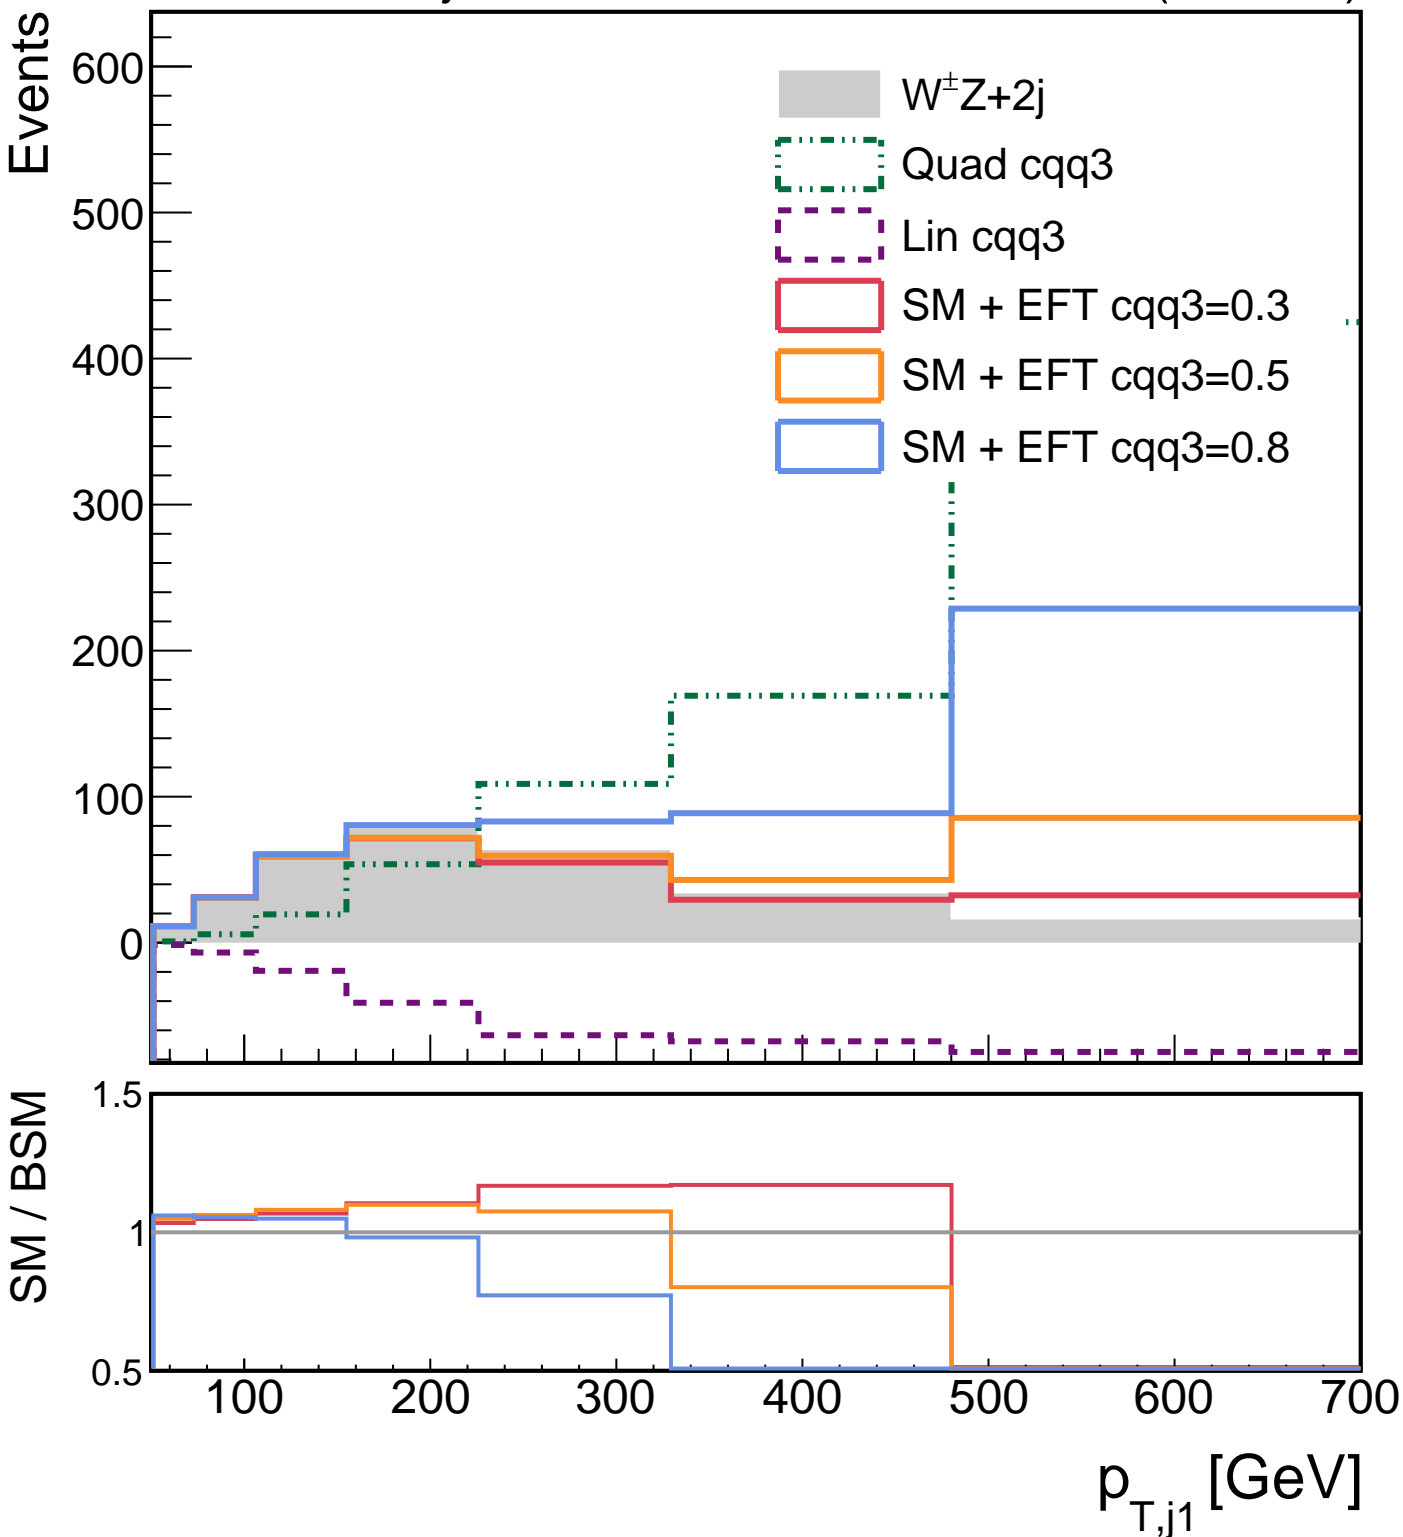 Events
600
500
400
300
200
100
0
W±Z+2j
Quad cqq3
Lin cqq3
SM + EFT cqq3=0.3
SM + EFT cqq3=0.5
SM + EFT cqq3=0.8
SM / BSM
1.5
1
0.5
100 200 300 400 500 600 700
pT,j1 [GeV]